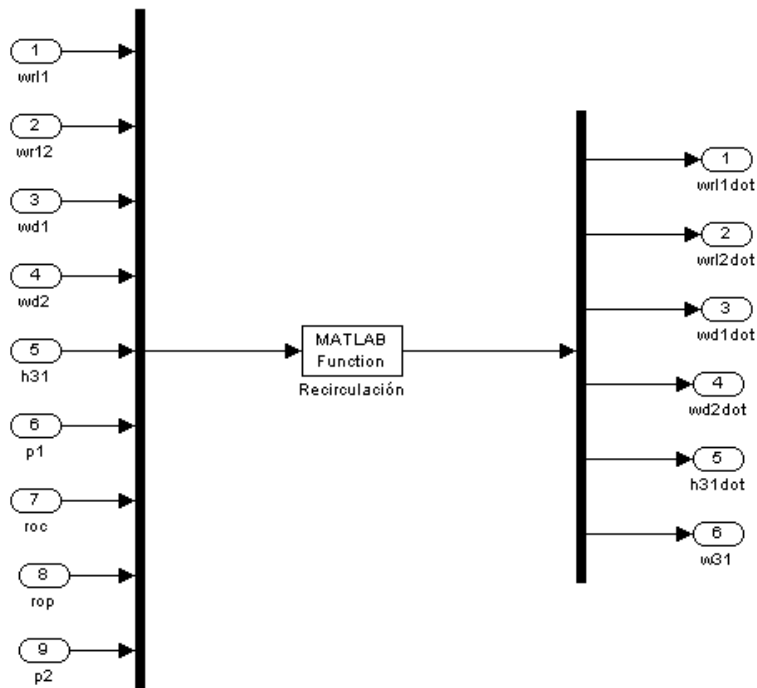 1
wrl1
2
wr12
3
wd1
4
wd2
5
h31
6
p1
7
roc
8
rop
9
p2
MATLAB
Function
Recirculación
1
wrl1dot
2
wrl2dot
3
wd1dot
4
wd2dot
5
h31dot
6
w31